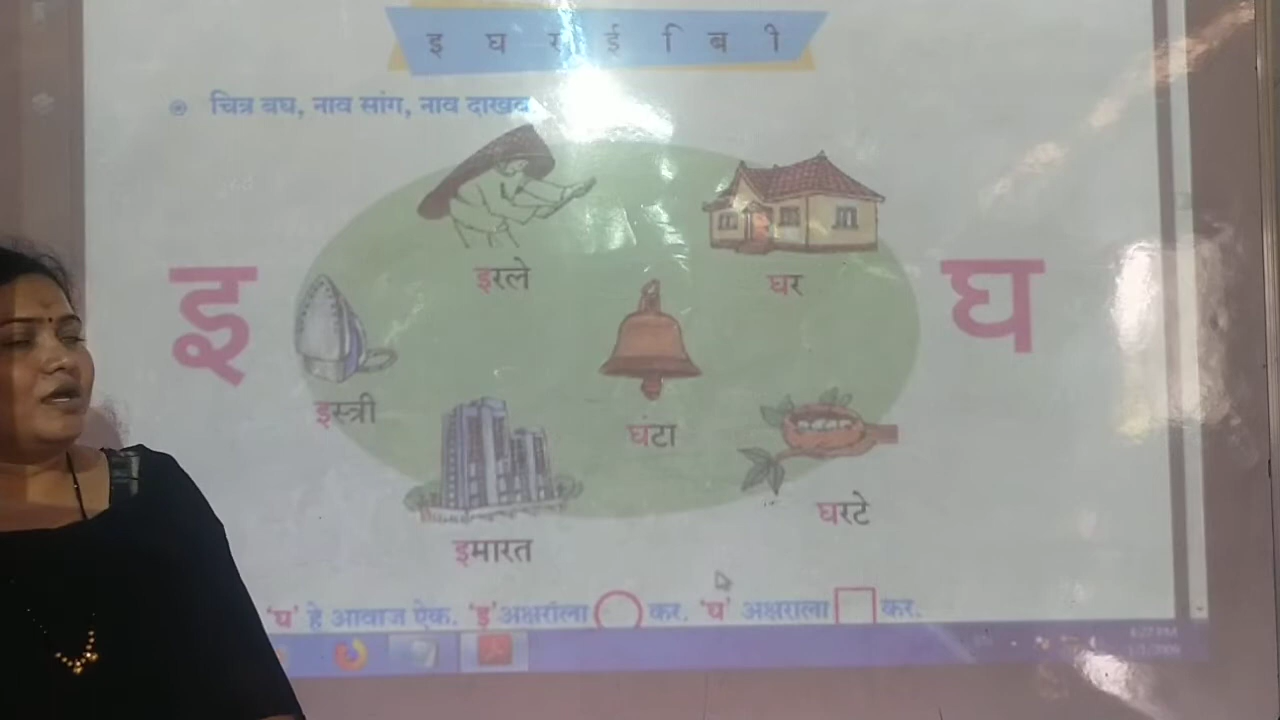 इ घ र ई ि ब ी
चित्र बघ, नाव सांग, नाव दाखव
इरले
घर
इ
घ
इस्त्री
घंटा
इमारत
घरटे
'घ' हे आवाज ऐक. 'इ' अक्षराला कर. 'घ' अक्षराला कर.